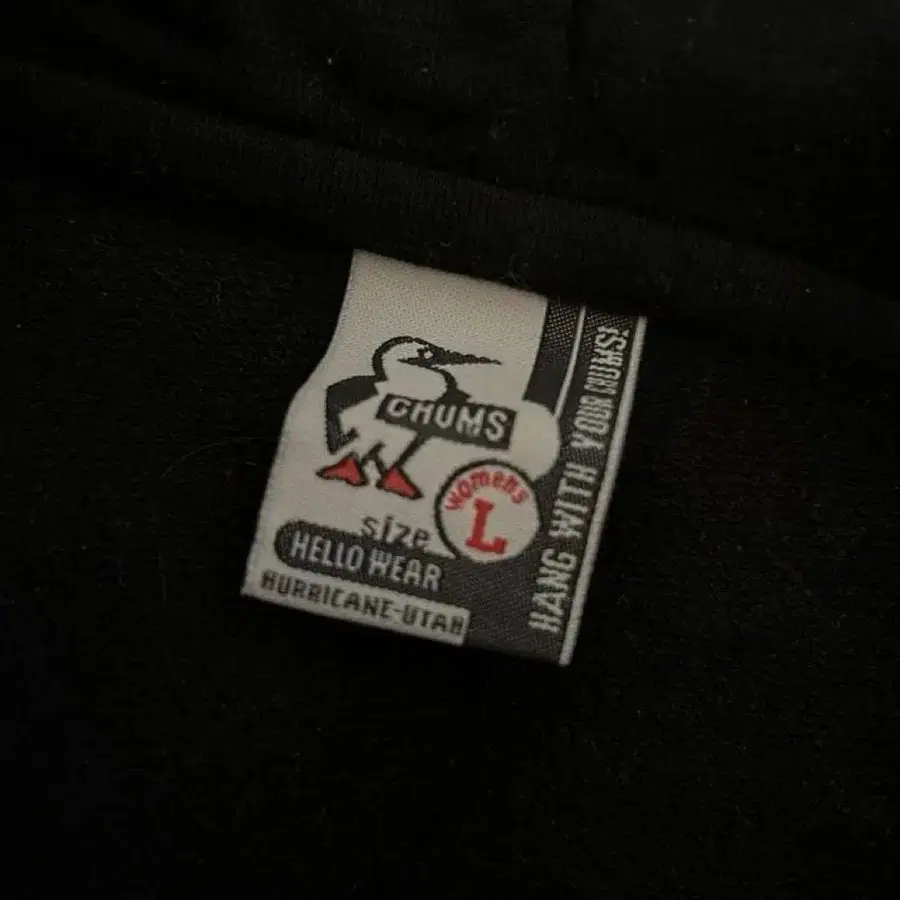 CHUMS
womens
L
size
HELLO WEAR
HURRICANE-UTAH
HANG WITH YOUR CHUMS!